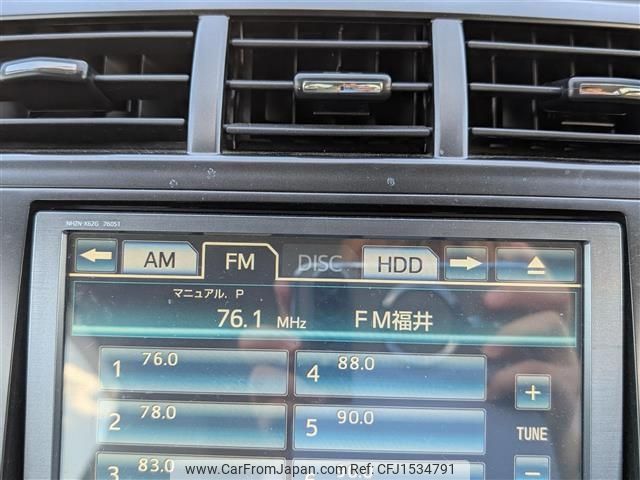 NHZN-X62G 76051
AM FM DISC HDD
マニュアル．P
76.1 MHz FM福井
1 76.0
4 88.0
2 78.0
5 90.0
+
TUNE
3 83.0
−
www.CarFromJapan.com - CFJ1534791